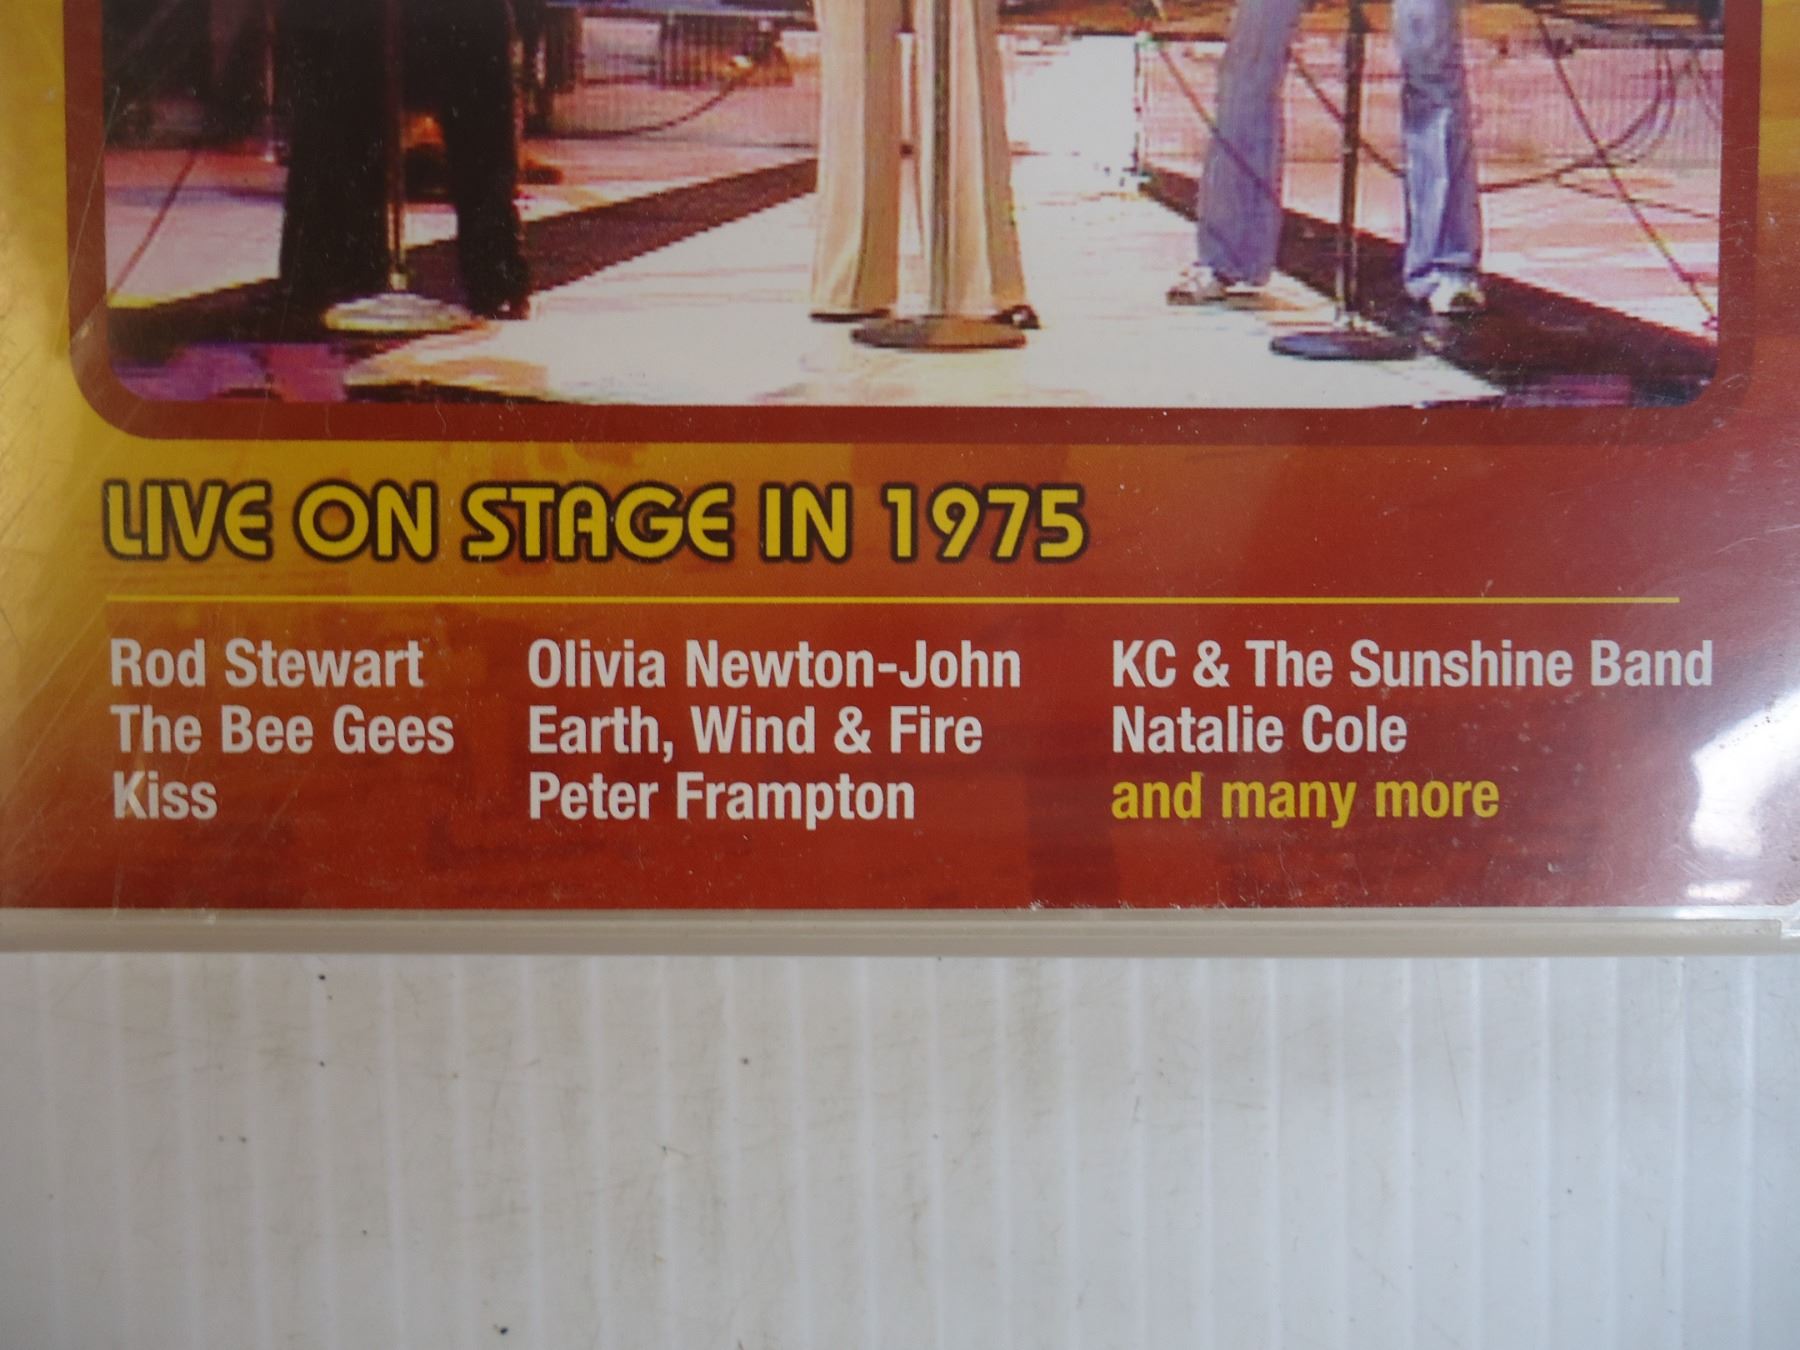 LIVE ON STAGE IN 1975
Rod Stewart
The Bee Gees
Kiss
Olivia Newton-John
Earth, Wind & Fire
Peter Frampton
KC & The Sunshine Band
Natalie Cole
and many more